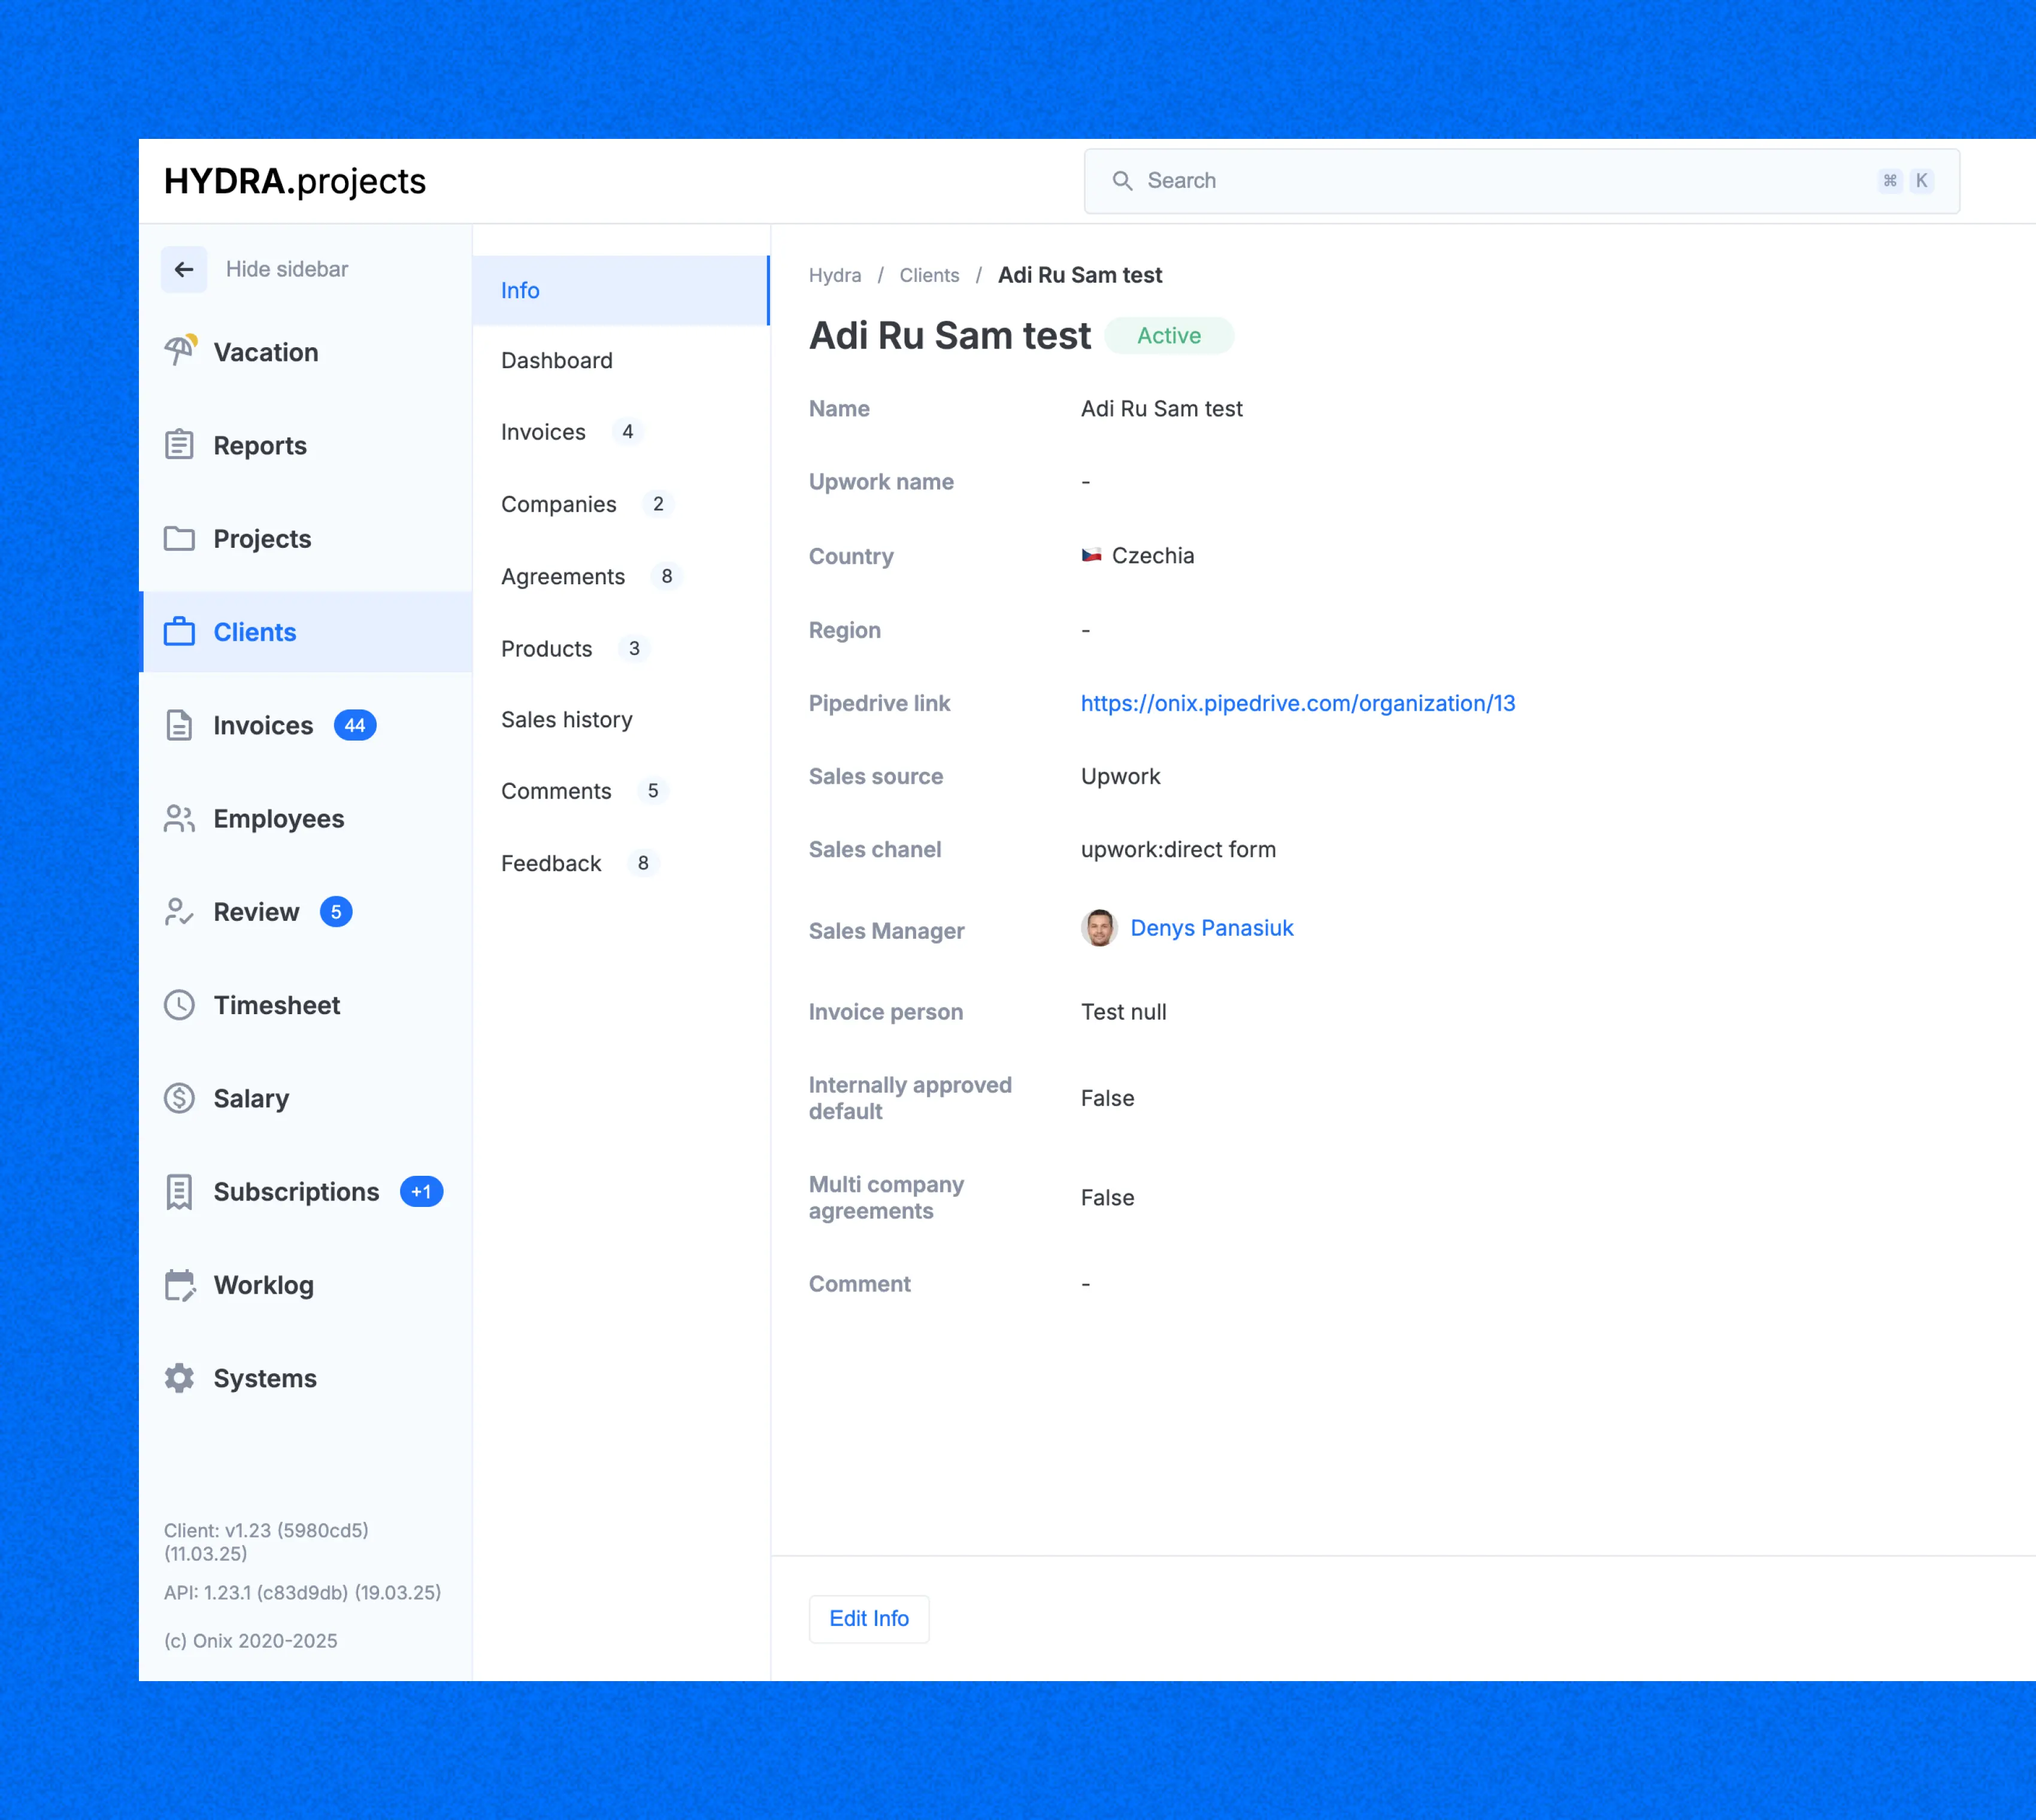 HYDRA.projects
Search
⌘ K
Hide sidebar
Vacation
Reports
Projects
Clients
Invoices 44
Employees
Review 5
Timesheet
Salary
Subscriptions +1
Worklog
Systems
Client: v1.23 (5980cd5)
(11.03.25)
API: 1.23.1 (c83d9db) (19.03.25)
(c) Onix 2020-2025
Info
Dashboard
Invoices 4
Companies 2
Agreements 8
Products 3
Sales history
Comments 5
Feedback 8
Hydra / Clients / Adi Ru Sam test
Adi Ru Sam test Active
Name Adi Ru Sam test
Upwork name -
Country Czechia
Region -
Pipedrive link https://onix.pipedrive.com/organization/13
Sales source Upwork
Sales chanel upwork:direct form
Sales Manager Denys Panasiuk
Invoice person Test null
Internally approved
default False
Multi company
agreements False
Comment -
Edit Info